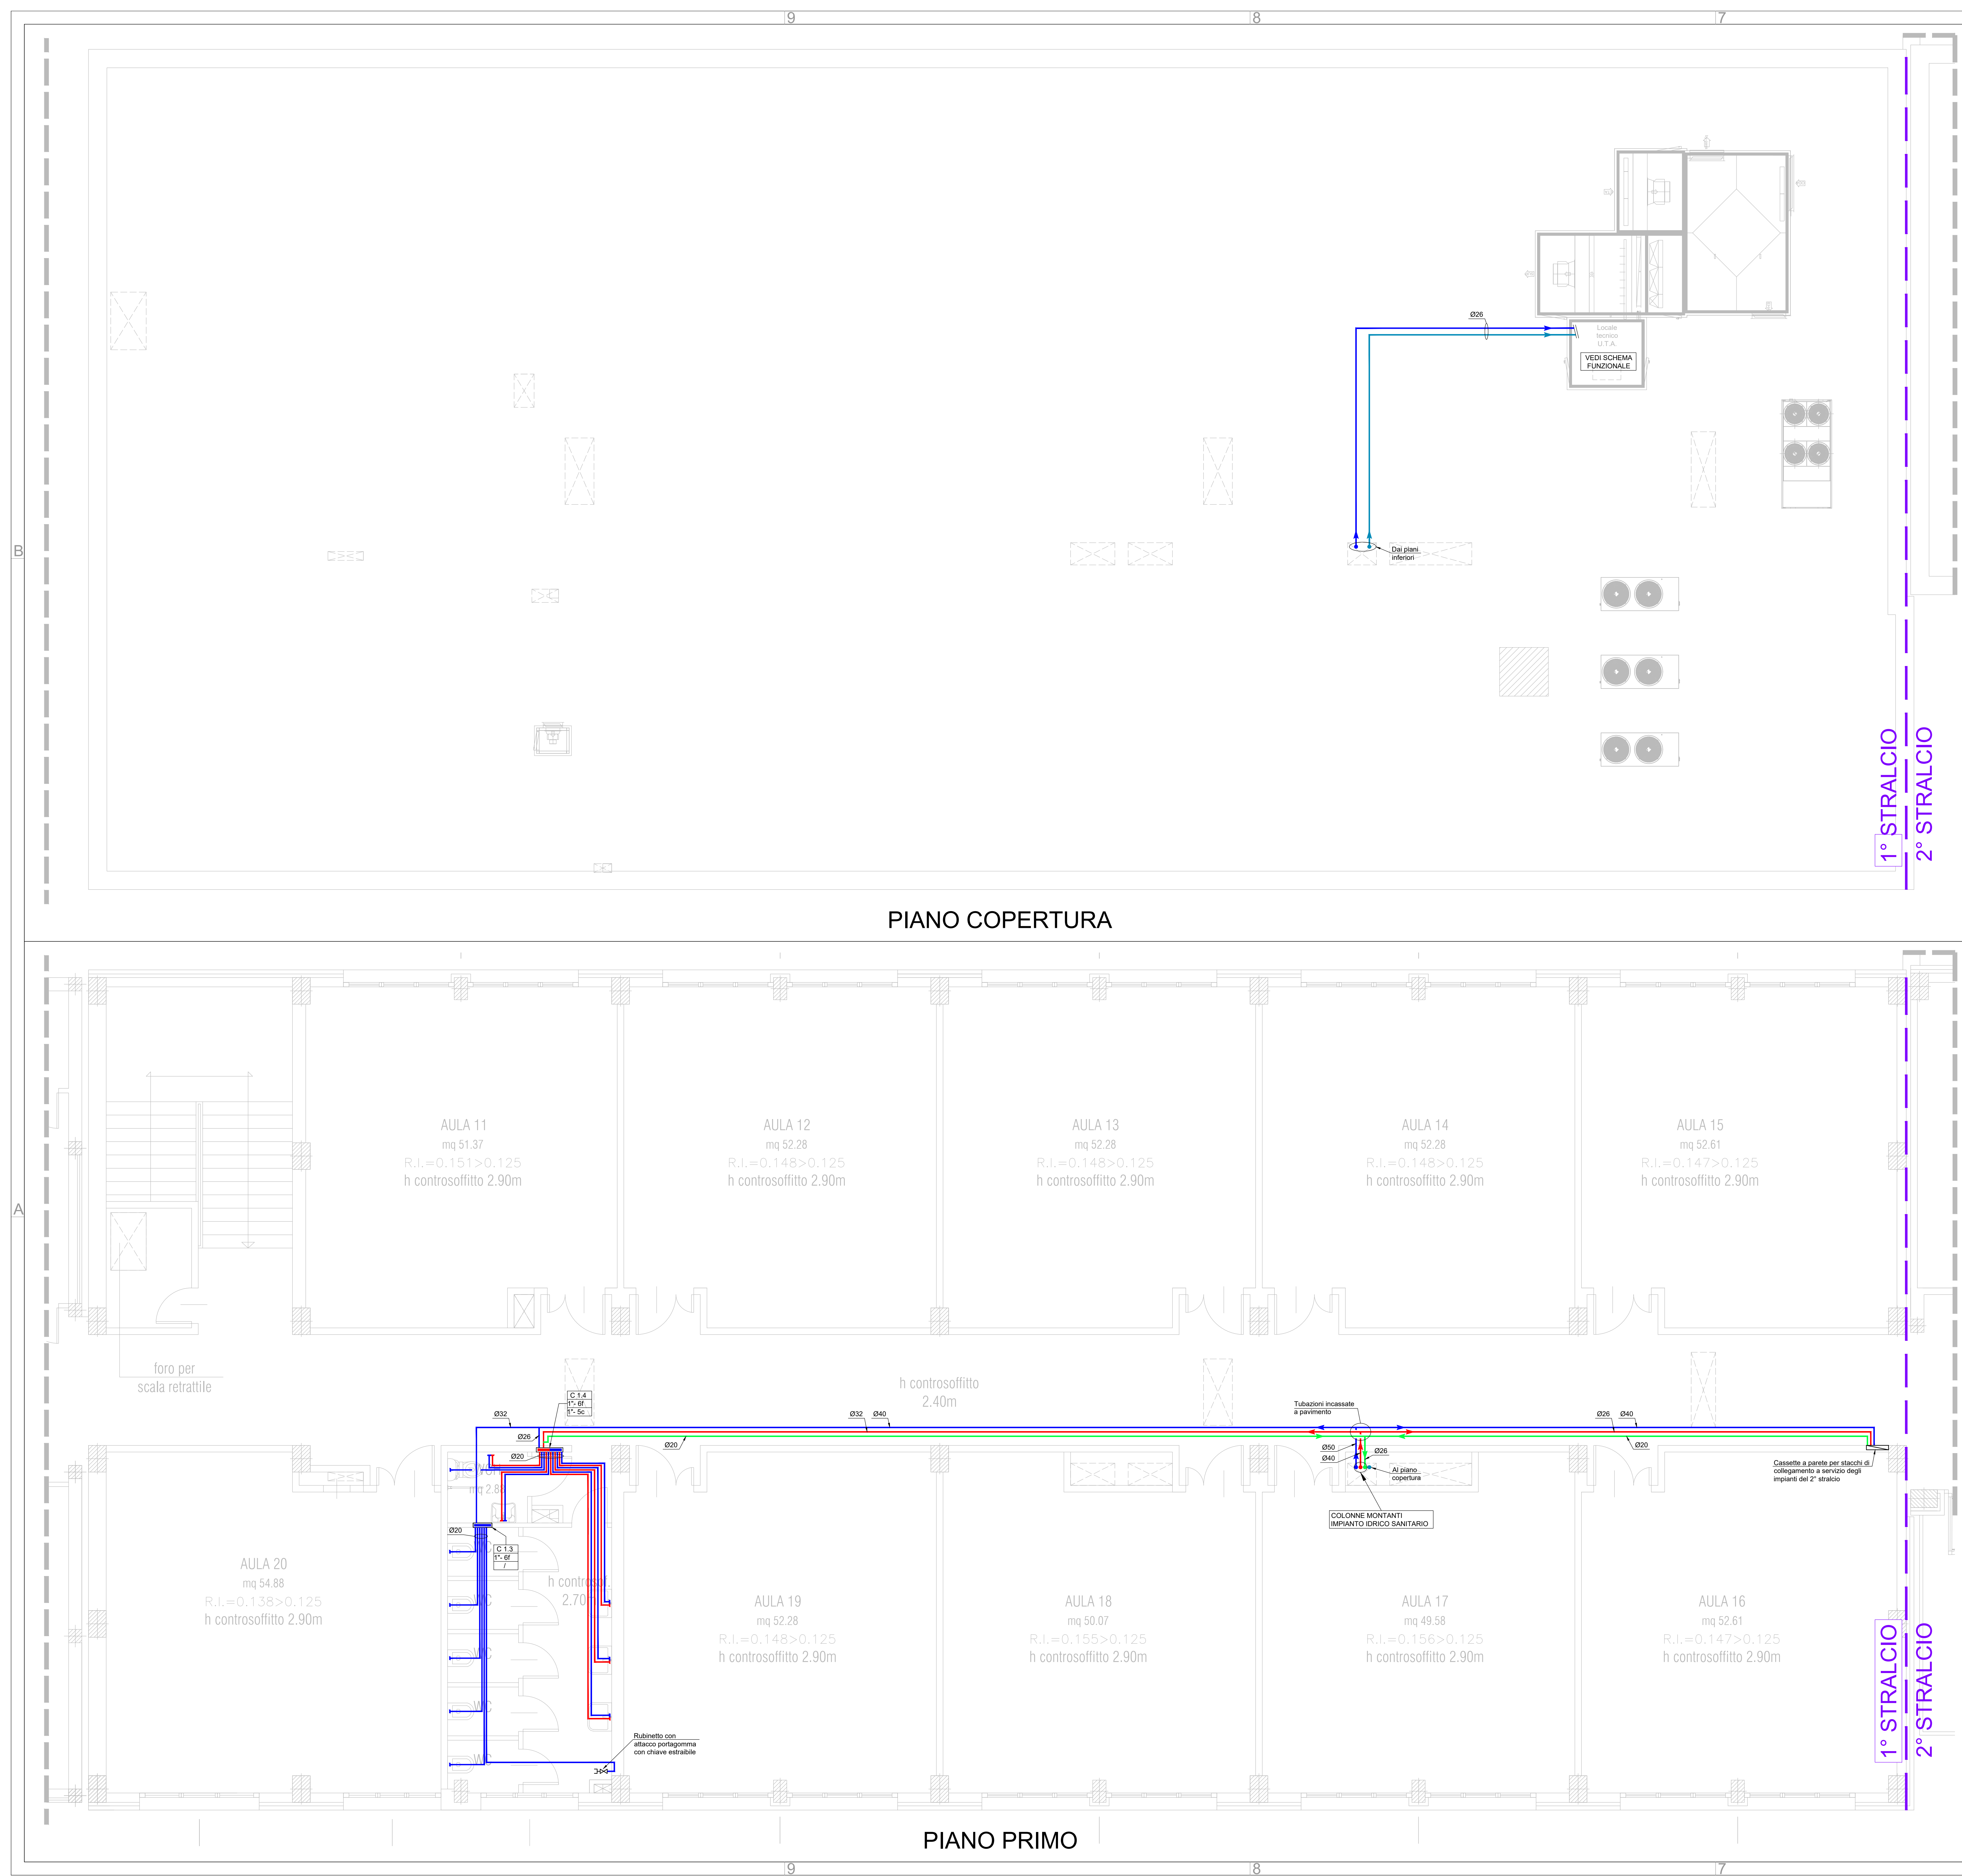 9
8
7
Ø26
Locale
tecnico
U.T.A.
VEDI SCHEMA
FUNZIONALE
B
Dai piani
inferiori
1° STRALCIO
2° STRALCIO
PIANO COPERTURA
AULA 11
mq 51.37
R.I.=0.151>0.125
h controsoffitto 2.90m
AULA 12
mq 52.28
R.I.=0.148>0.125
h controsoffitto 2.90m
AULA 13
mq 52.28
R.I.=0.148>0.125
h controsoffitto 2.90m
AULA 14
mq 52.28
R.I.=0.148>0.125
h controsoffitto 2.90m
AULA 15
mq 52.61
R.I.=0.147>0.125
h controsoffitto 2.90m
A
foro per
scala retrattile
h controsoffitto
2.40m
C 1.4
1"- 6f
1"- 5c
Ø32
Ø26
Ø20
Ø32
Ø40
Ø20
Tubazioni incassate
a pavimento
Ø50
Ø40
Ø26
Al piano
copertura
Ø26
Ø40
Ø20
Cassette a parete per stacchi di
collegamento a servizio degli
impianti del 2° stralcio
COLONNE MONTANTI
IMPIANTO IDRICO SANITARIO
Ø20
C 1.3
1"- 6f
/
WC
WC
WC
WC
WC
AULA 20
mq 54.88
R.I.=0.138>0.125
h controsoffitto 2.90m
2.70
AULA 19
mq 52.28
R.I.=0.148>0.125
h controsoffitto 2.90m
AULA 18
mq 50.07
R.I.=0.155>0.125
h controsoffitto 2.90m
AULA 17
mq 49.58
R.I.=0.156>0.125
h controsoffitto 2.90m
AULA 16
mq 52.61
R.I.=0.147>0.125
h controsoffitto 2.90m
1° STRALCIO
2° STRALCIO
Rubinetto con
attacco portagomma
con chiave estraibile
PIANO PRIMO
9
8
7